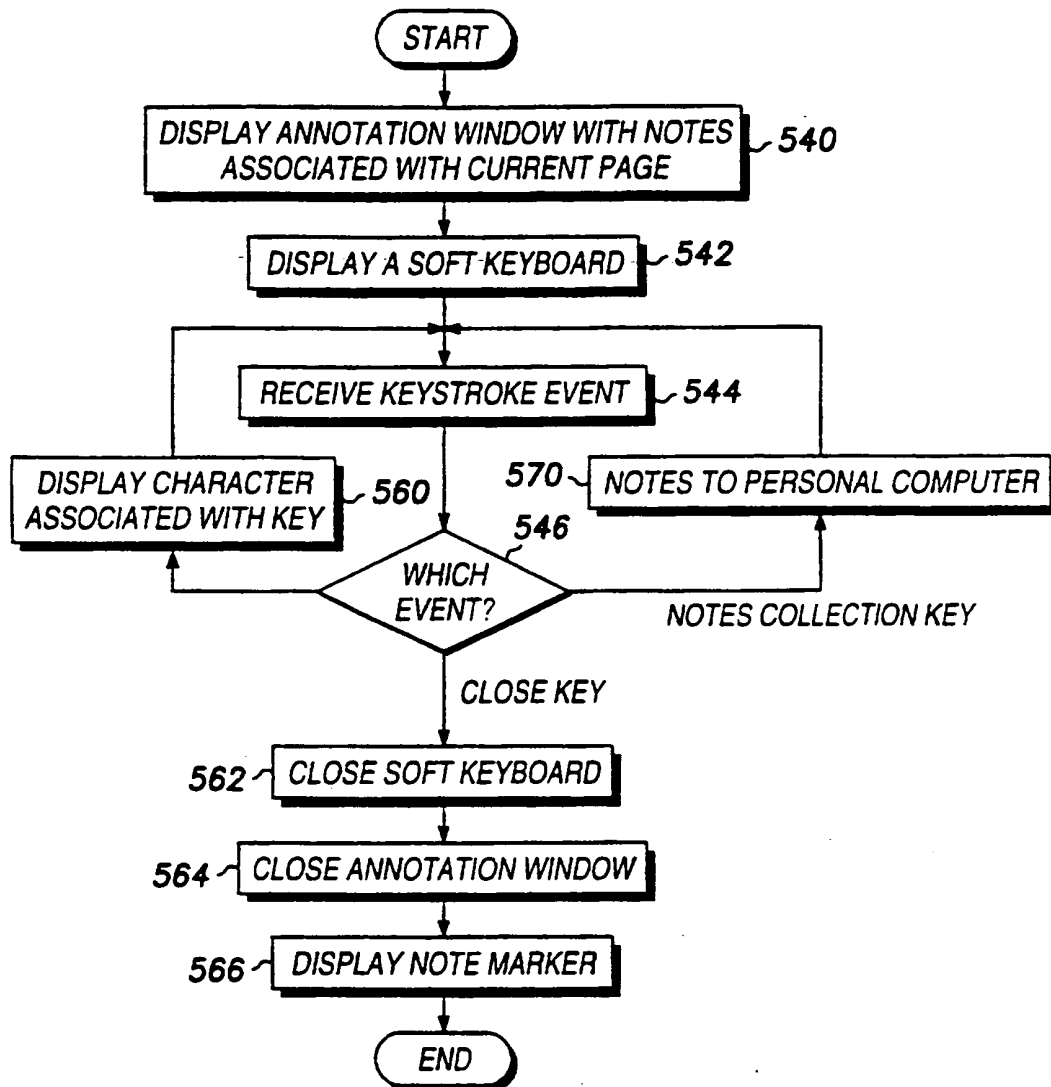 START
DISPLAY ANNOTATION WINDOW WITH NOTES
ASSOCIATED WITH CURRENT PAGE
540
DISPLAY A SOFT KEYBOARD
542
RECEIVE KEYSTROKE EVENT
544
DISPLAY CHARACTER
ASSOCIATED WITH KEY
560
570
NOTES TO PERSONAL COMPUTER
546
WHICH
EVENT?
NOTES COLLECTION KEY
CLOSE KEY
562
CLOSE SOFT KEYBOARD
564
CLOSE ANNOTATION WINDOW
566
DISPLAY NOTE MARKER
END